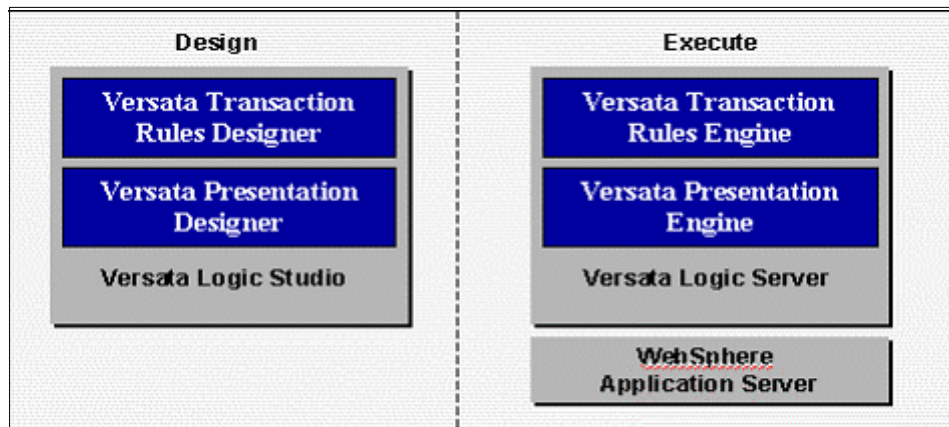 Design
Versata Transaction
Rules Designer
Versata Presentation
Designer
Versata Logic Studio
Execute
Versata Transaction
Rules Engine
Versata Presentation
Engine
Versata Logic Server
WebSphere
Application Server